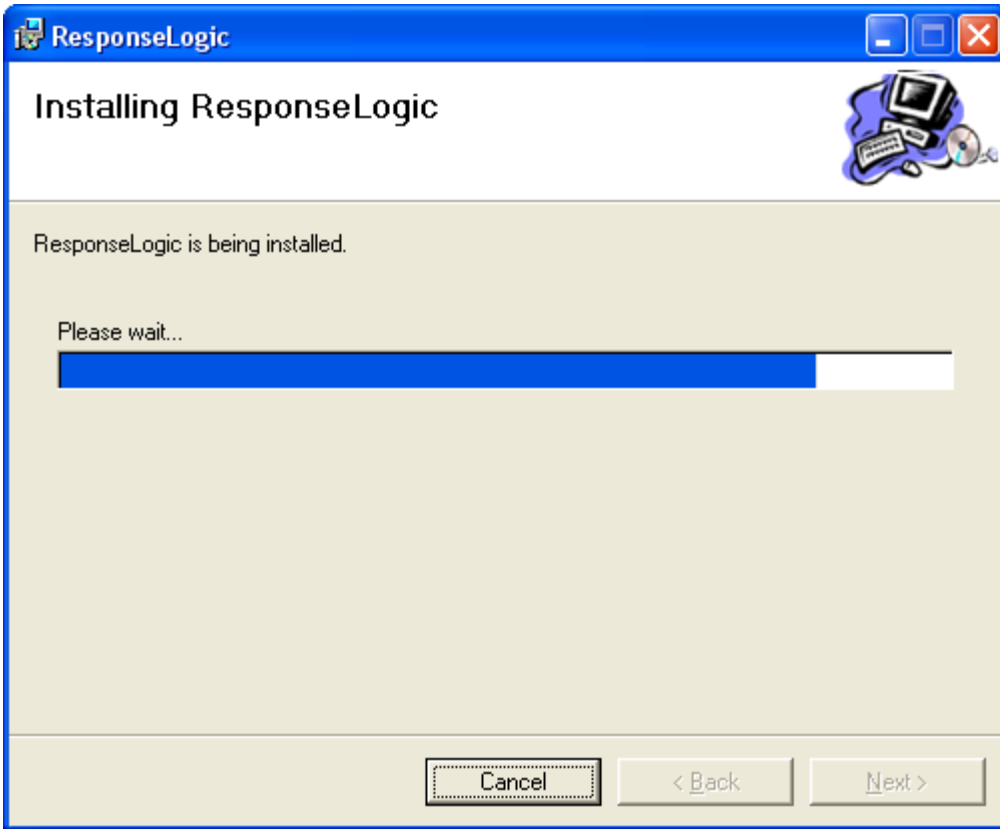 ResponseLogic
Installing ResponseLogic
ResponseLogic is being installed.
Please wait...
Cancel
< Back
Next >